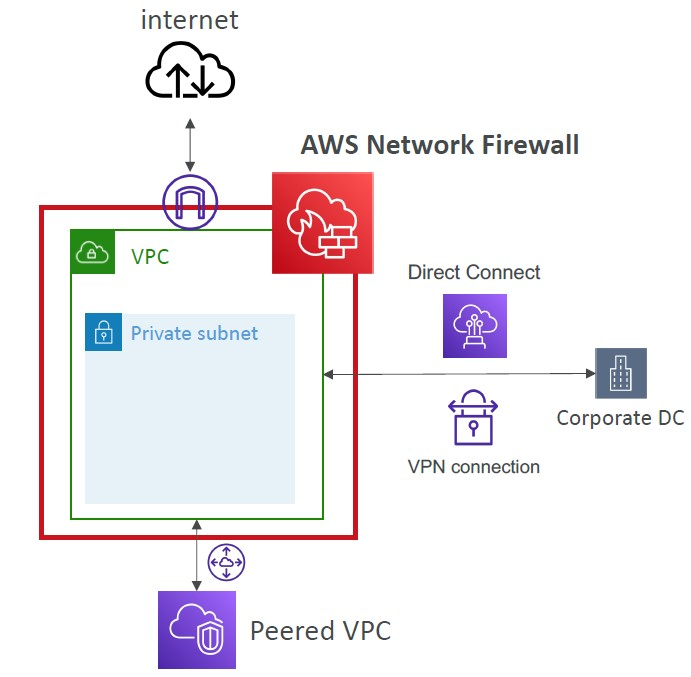 internet
AWS Network Firewall
VPC
Direct Connect
Private subnet
Corporate DC
VPN connection
Peered VPC